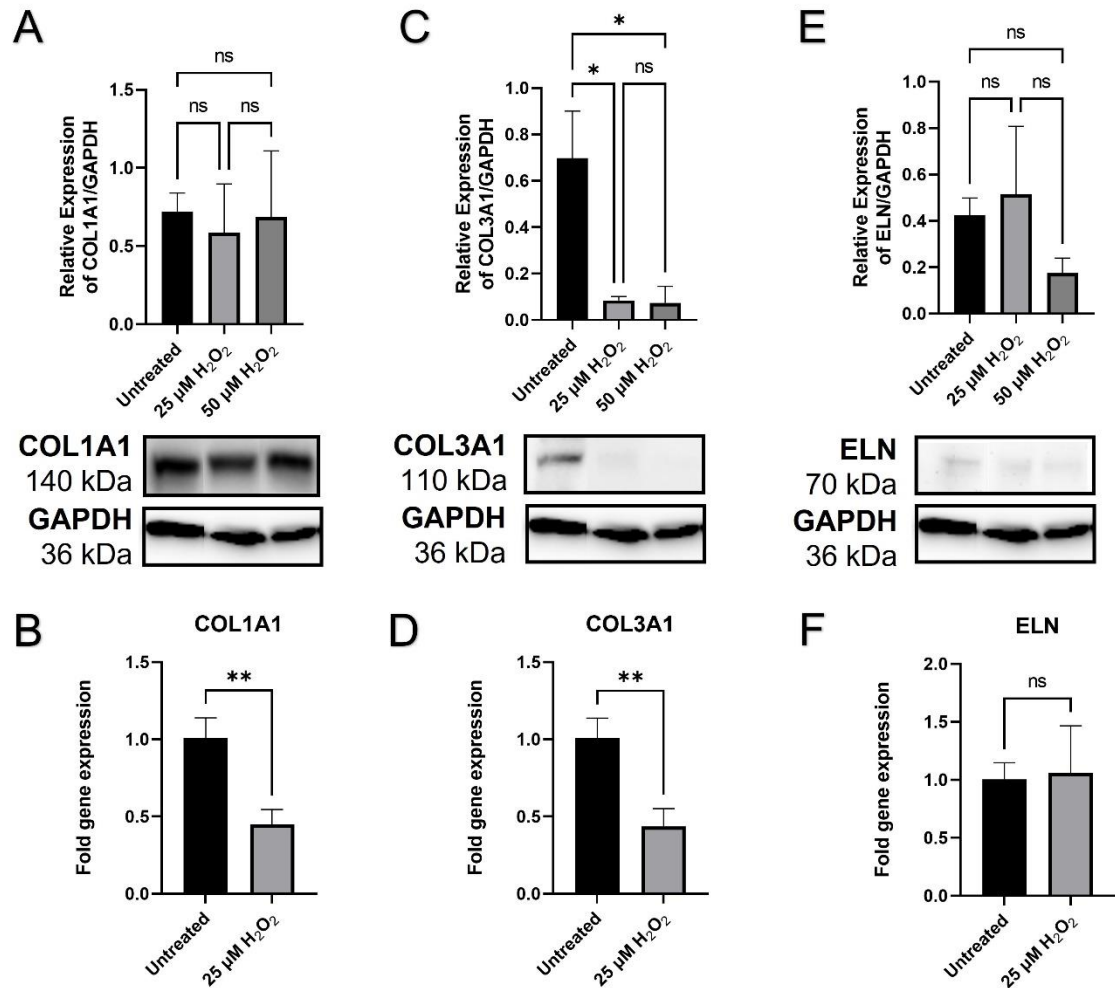 A
ns
ns
ns
Relative Expression
of COL1A1/GAPDH
1.5
1.0
0.5
0.0
Untreated
25 µM H₂O₂
50 µM H₂O₂
COL1A1
140 kDa
GAPDH
36 kDa
C
*
*
ns
Relative Expression
of COL3A1/GAPDH
1.0
0.8
0.6
0.4
0.2
0.0
Untreated
25 µM H₂O₂
50 µM H₂O₂
COL3A1
110 kDa
GAPDH
36 kDa
E
ns
ns
ns
Relative Expression
of ELN/GAPDH
1.0
0.8
0.6
0.4
0.2
0.0
Untreated
25 µM H₂O₂
50 µM H₂O₂
ELN
70 kDa
GAPDH
36 kDa
B
COL1A1
**
Fold gene expression
1.5
1.0
0.5
0.0
Untreated
25 µM H₂O₂
D
COL3A1
**
Fold gene expression
1.5
1.0
0.5
0.0
Untreated
25 µM H₂O₂
F
ELN
ns
Fold gene expression
2.0
1.5
1.0
0.5
0.0
Untreated
25 µM H₂O₂